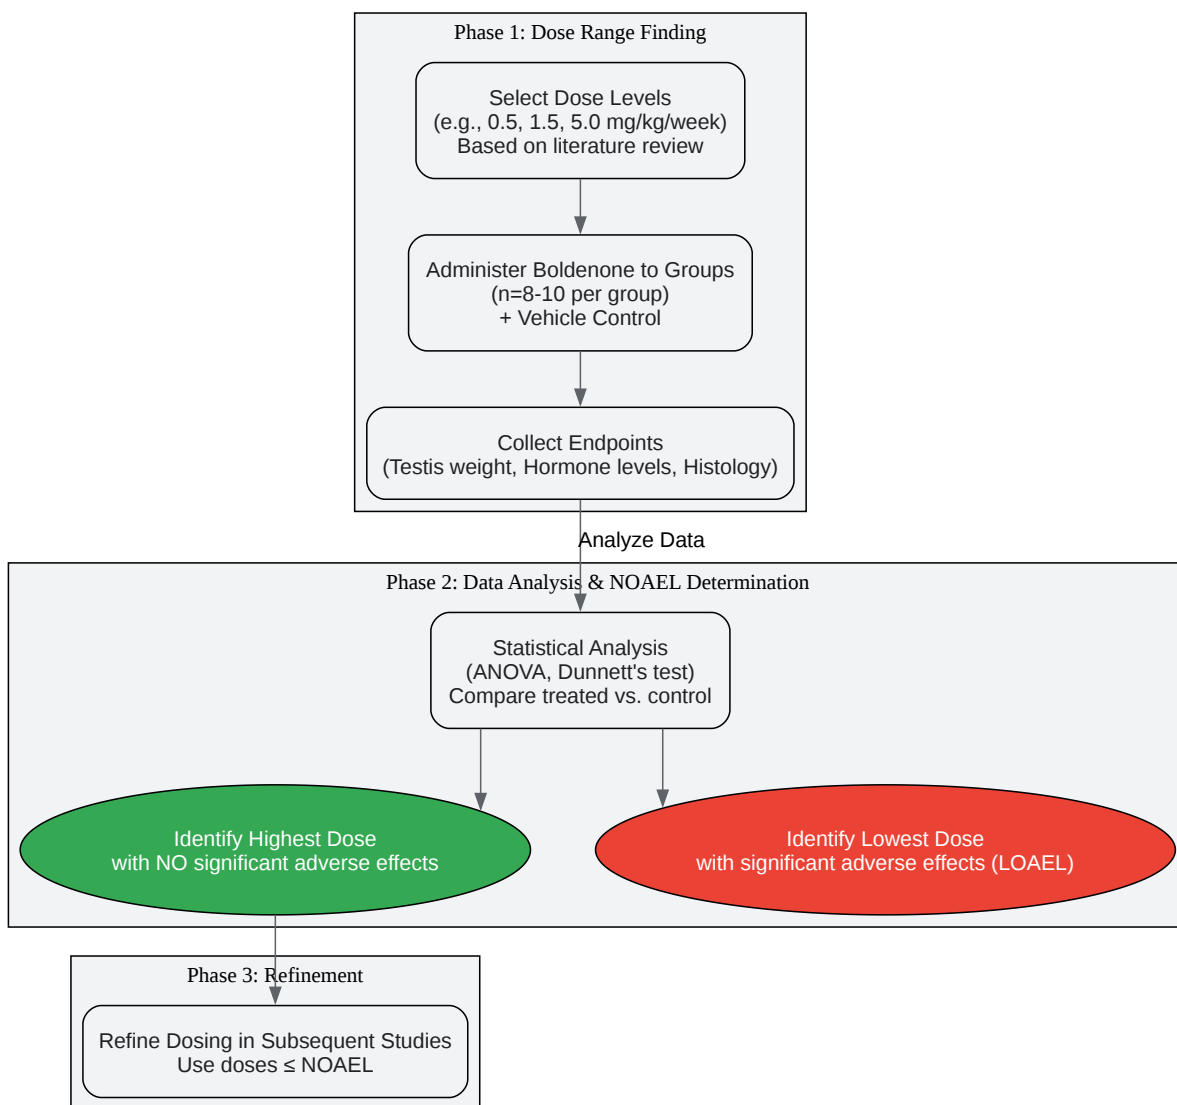 Phase 1: Dose Range Finding
Select Dose Levels
(e.g., 0.5, 1.5, 5.0 mg/kg/week)
Based on literature review
Administer Boldenone to Groups
(n=8-10 per group)
+ Vehicle Control
Collect Endpoints
(Testis weight, Hormone levels, Histology)
Analyze Data
Phase 2: Data Analysis & NOAEL Determination
Statistical Analysis
(ANOVA, Dunnett's test)
Compare treated vs. control
Identify Highest Dose
with NO significant adverse effects
Identify Lowest Dose
with significant adverse effects (LOAEL)
Phase 3: Refinement
Refine Dosing in Subsequent Studies
Use doses ≤ NOAEL